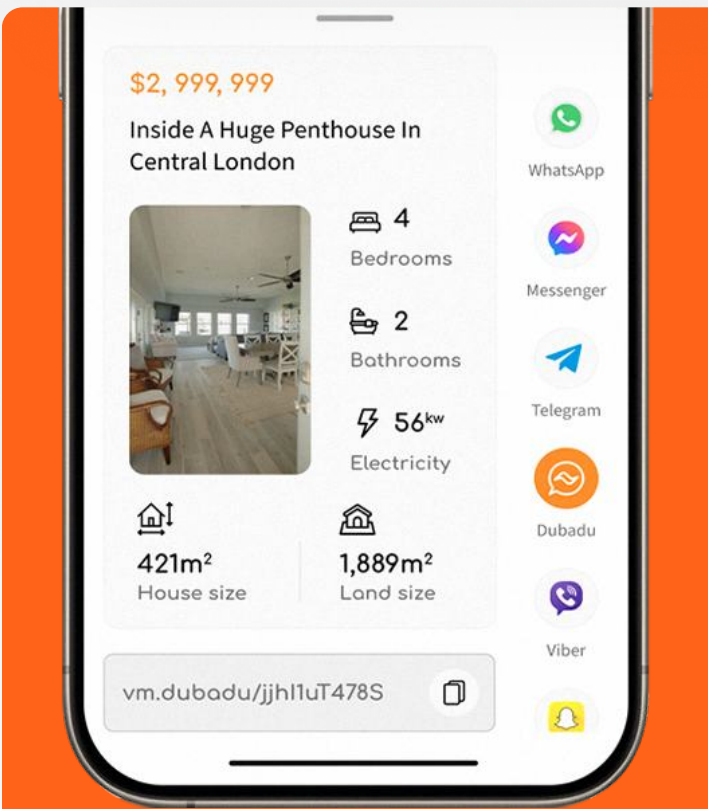 $2, 999, 999
Inside A Huge Penthouse In
Central London
4
Bedrooms
2
Bathrooms
56kw
Electricity
421m²
House size
1,889m²
Land size
vm.dubadu/jjhI1uT478S
WhatsApp
Messenger
Telegram
Dubadu
Viber